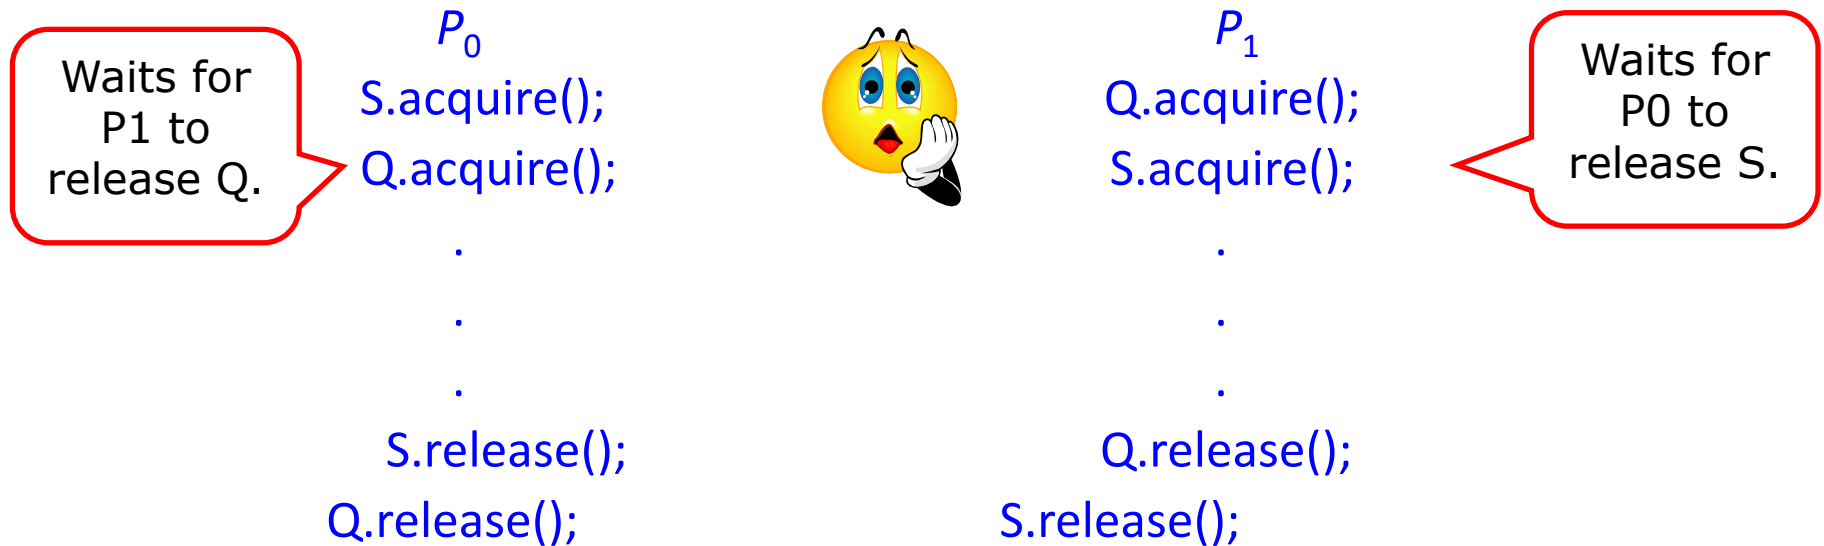 Waits for
P1 to
release Q.
P0
S.acquire();
Q.acquire();
.
.
.
S.release();
Q.release();
P1
Q.acquire();
S.acquire();
.
.
.
Q.release();
S.release();
Waits for
P0 to
release S.